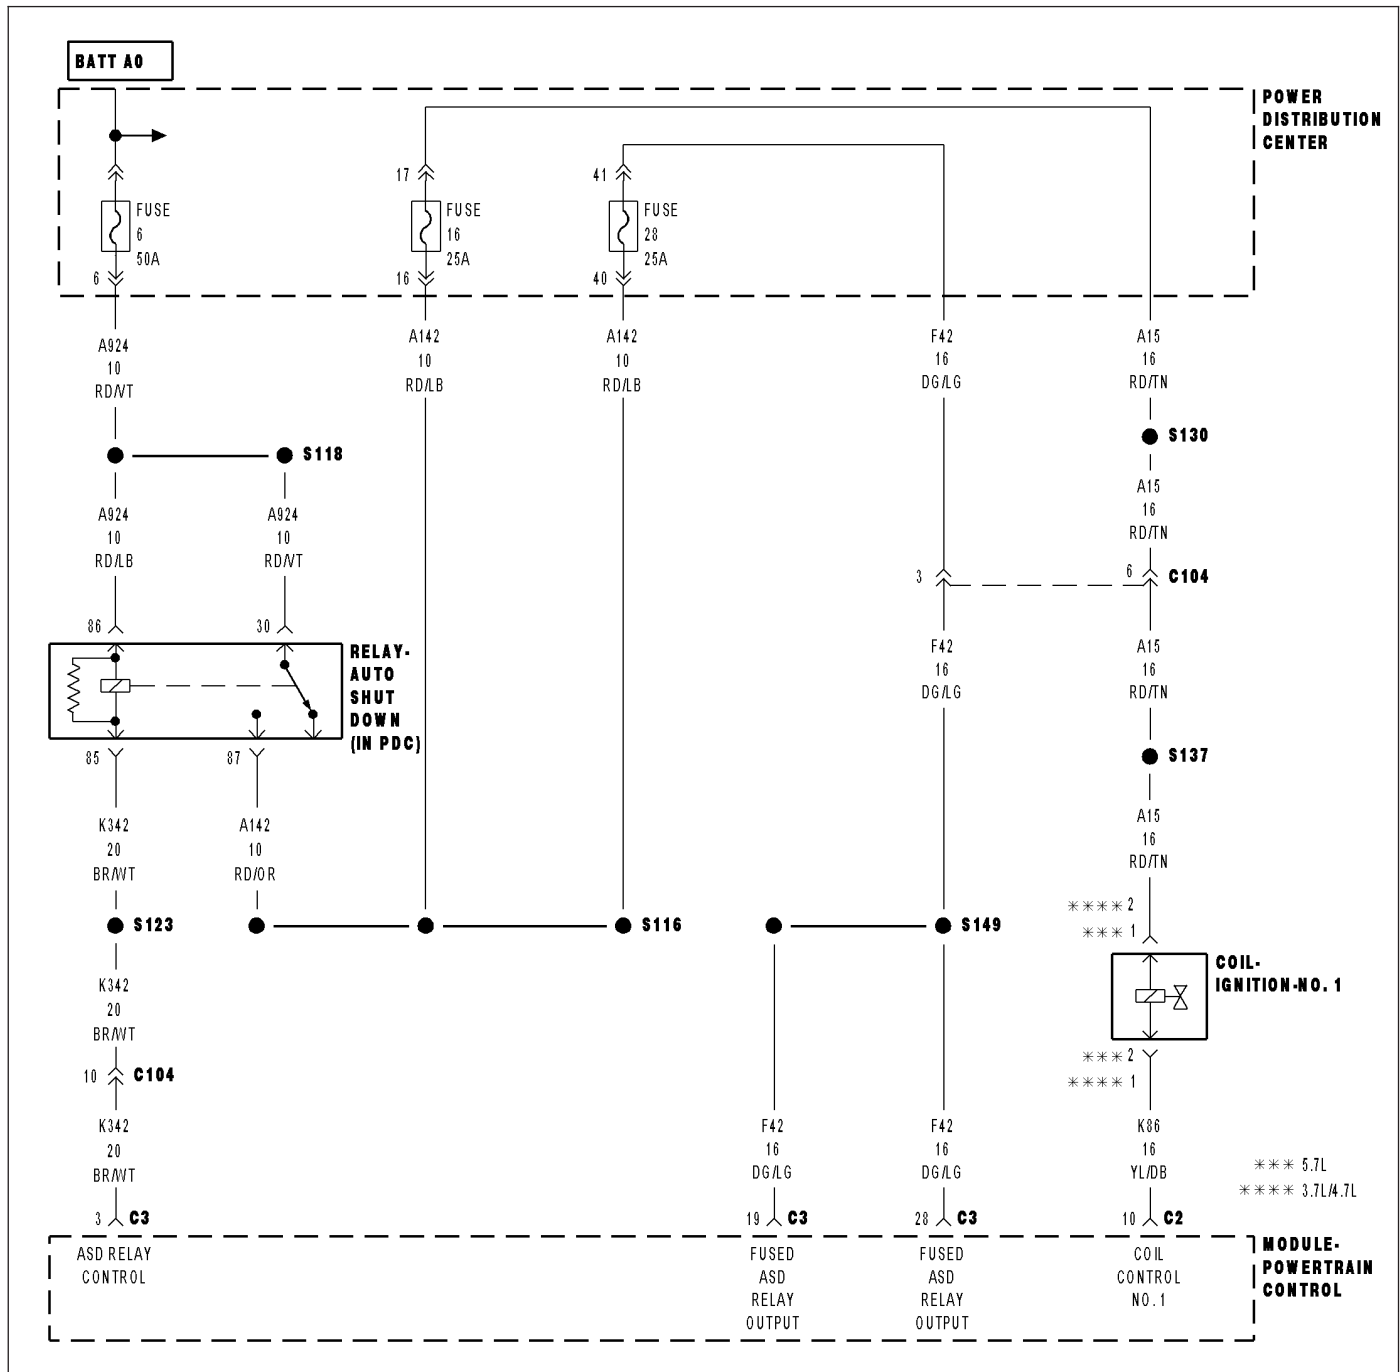 BATT A0
POWER
DISTRIBUTION
CENTER
17
41
FUSE
6
50A
FUSE
16
25A
FUSE
28
25A
6
16
40
A924
10
RD/VT
A142
10
RD/LB
A142
10
RD/LB
F42
16
DG/LG
A15
16
RD/TN
S118
S130
A924
10
RD/LB
A924
10
RD/VT
A15
16
RD/TN
3
6
C104
86
30
RELAY-
AUTO
SHUT
DOWN
(IN PDC)
F42
16
DG/LG
A15
16
RD/TN
85
87
S137
K342
20
BR/WT
A142
10
RD/OR
A15
16
RD/TN
**** 2
*** 1
S123
S116
S149
COIL-
IGNITION-NO. 1
K342
20
BR/WT
*** 2
**** 1
10
C104
K342
20
BR/WT
F42
16
DG/LG
F42
16
DG/LG
K86
16
YL/DB
*** 5.7L
**** 3.7L/4.7L
3
C3
19
C3
28
C3
10
C2
ASD RELAY
CONTROL
FUSED
ASD
RELAY
OUTPUT
FUSED
ASD
RELAY
OUTPUT
COIL
CONTROL
NO. 1
MODULE-
POWERTRAIN
CONTROL